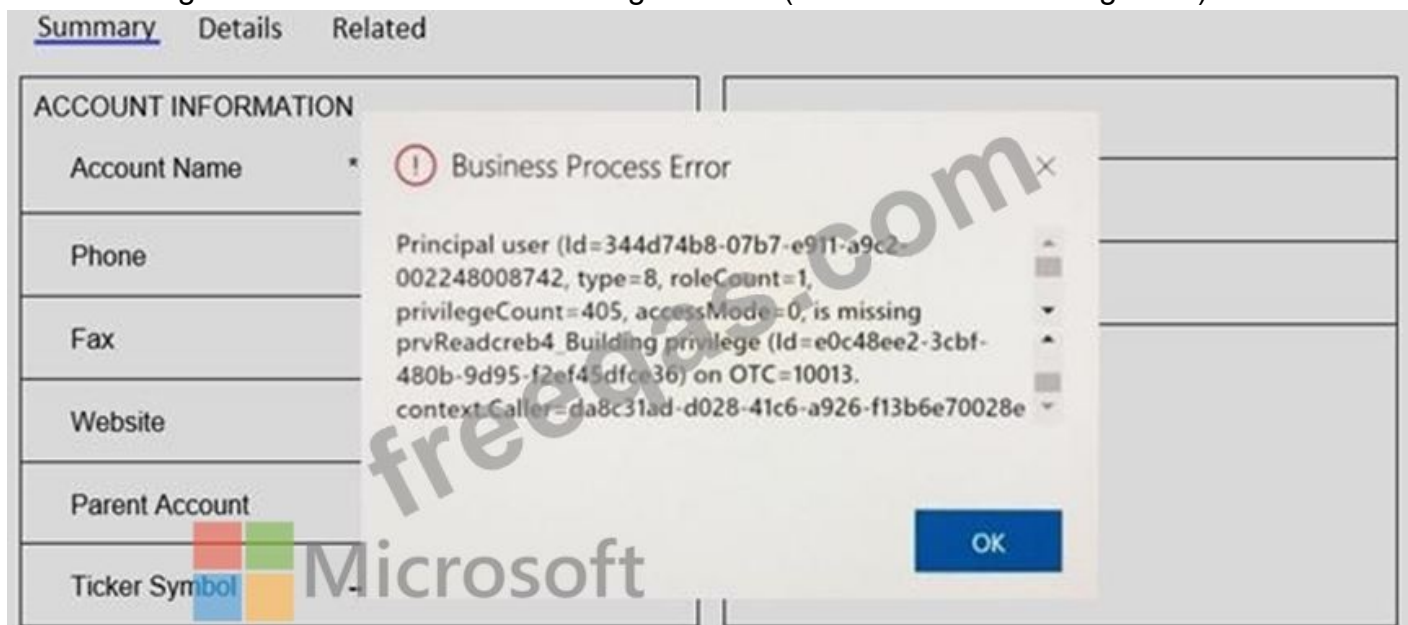 Summary Details Related
ACCOUNT INFORMATION
Account Name *
Phone
Fax
Website
Parent Account
Ticker Symbol
Business Process Error
Principal user (Id=344d74b8-07b7-e911-a9c2-
002248008742, type=8, roleCount=1,
privilegeCount=405, accessMode=0, is missing
prvReadcreb4_Building privilege (Id=e0c48ee2-3cbf-
480b-9d95-f2ef45dfce36) on OTC=10013.
context.Caller=da8c31ad-d028-41c6-a926-f13b6e70028e
OK
freeqas.com
Microsoft